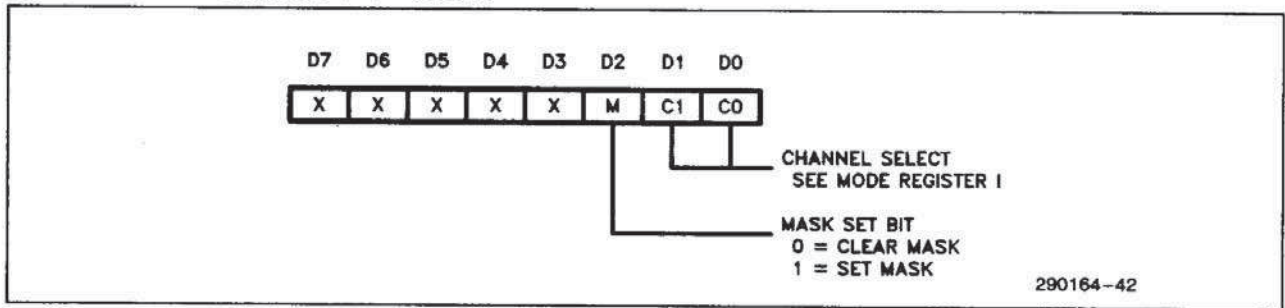 D7 D6 D5 D4 D3 D2 D1 D0
X X X X X M C1 C0
CHANNEL SELECT
SEE MODE REGISTER I
MASK SET BIT
0 = CLEAR MASK
1 = SET MASK
290164-42